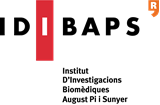 IDIBAPS
R
Institut
D'Investigacions
Biomèdiques
August Pi i Sunyer